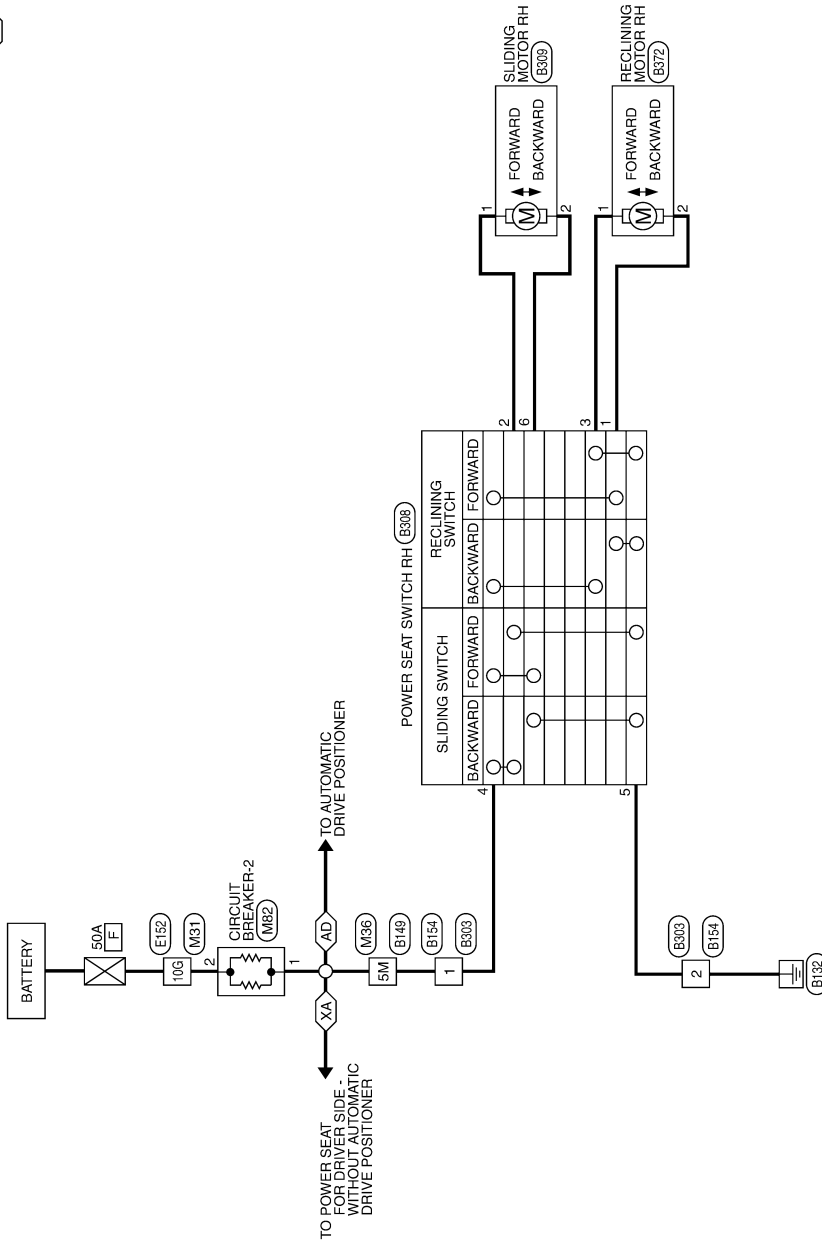 BATTERY
50A
F
E152
10G
M31
CIRCUIT
BREAKER-2
M82
2
1
XA
AD
TO AUTOMATIC
DRIVE POSITIONER
TO POWER SEAT
FOR DRIVER SIDE -
WITHOUT AUTOMATIC
DRIVE POSITIONER
M36
5M
B149
B154
1
B303
POWER SEAT SWITCH RH
B308
SLIDING SWITCH
RECLINING
SWITCH
BACKWARD
FORWARD
BACKWARD
FORWARD
4
5
2
6
3
1
B303
2
B154
B132
SLIDING
MOTOR RH
B309
1
M
FORWARD
BACKWARD
2
RECLINING
MOTOR RH
B372
1
M
FORWARD
BACKWARD
2